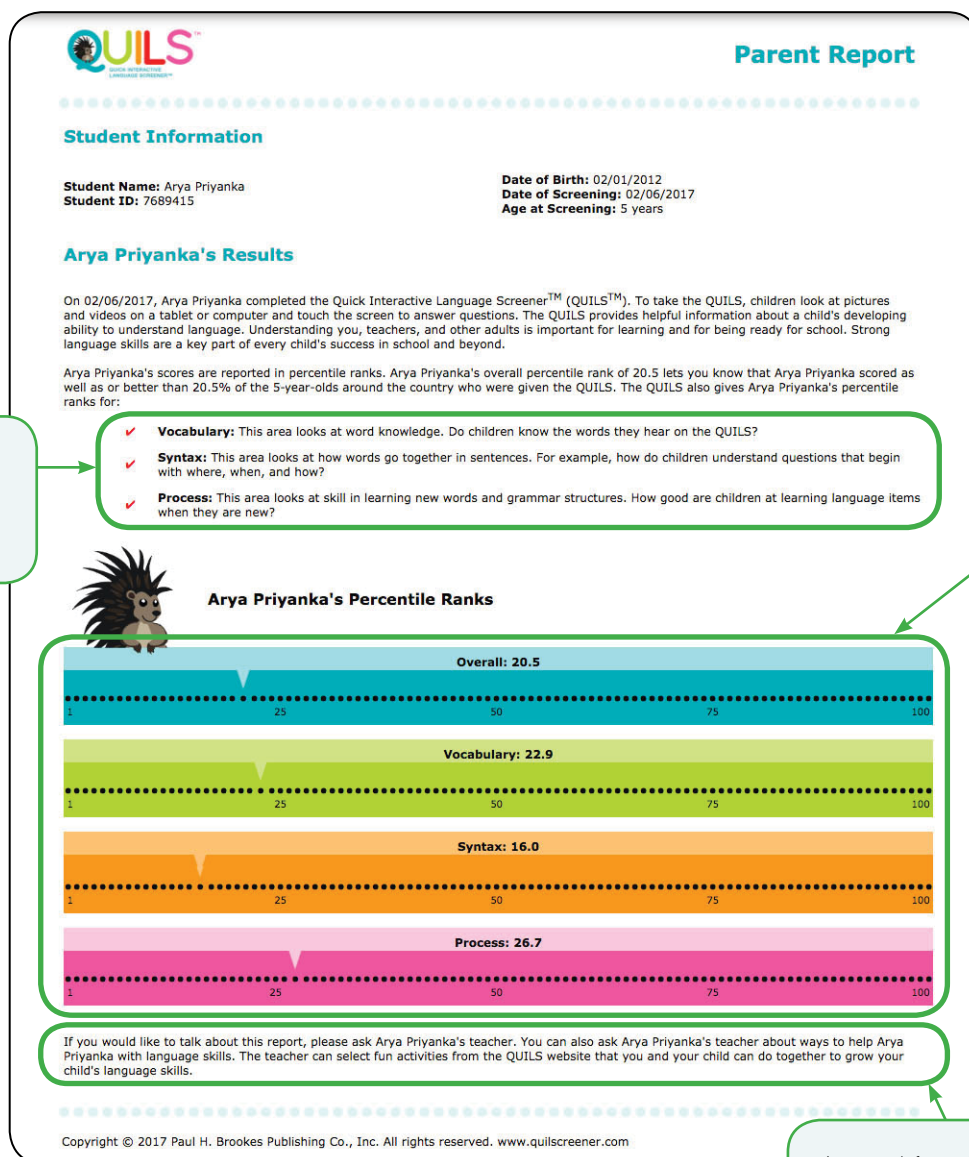 QUILS™
QUICK INTERACTIVE
LANGUAGE SCREENER™
Parent Report
Student Information
Student Name: Arya Priyanka
Student ID: 7689415
Date of Birth: 02/01/2012
Date of Screening: 02/06/2017
Age at Screening: 5 years
Arya Priyanka's Results
On 02/06/2017, Arya Priyanka completed the Quick Interactive Language Screener™ (QUILS™). To take the QUILS, children look at pictures
and videos on a tablet or computer and touch the screen to answer questions. The QUILS provides helpful information about a child's developing
ability to understand language. Understanding you, teachers, and other adults is important for learning and for being ready for school. Strong
language skills are a key part of every child's success in school and beyond.
Arya Priyanka's scores are reported in percentile ranks. Arya Priyanka's overall percentile rank of 20.5 lets you know that Arya Priyanka scored as
well as or better than 20.5% of the 5-year-olds around the country who were given the QUILS. The QUILS also gives Arya Priyanka's percentile
ranks for:
✔ Vocabulary: This area looks at word knowledge. Do children know the words they hear on the QUILS?
✔ Syntax: This area looks at how words go together in sentences. For example, how do children understand questions that begin
with where, when, and how?
✔ Process: This area looks at skill in learning new words and grammar structures. How good are children at learning language items
when they are new?
Arya Priyanka's Percentile Ranks
Overall: 20.5
1 25 50 75 100
Vocabulary: 22.9
1 25 50 75 100
Syntax: 16.0
1 25 50 75 100
Process: 26.7
1 25 50 75 100
If you would like to talk about this report, please ask Arya Priyanka's teacher. You can also ask Arya Priyanka's teacher about ways to help Arya
Priyanka with language skills. The teacher can select fun activities from the QUILS website that you and your child can do together to grow your
child's language skills.
Copyright © 2017 Paul H. Brookes Publishing Co., Inc. All rights reserved. www.quilscreener.com